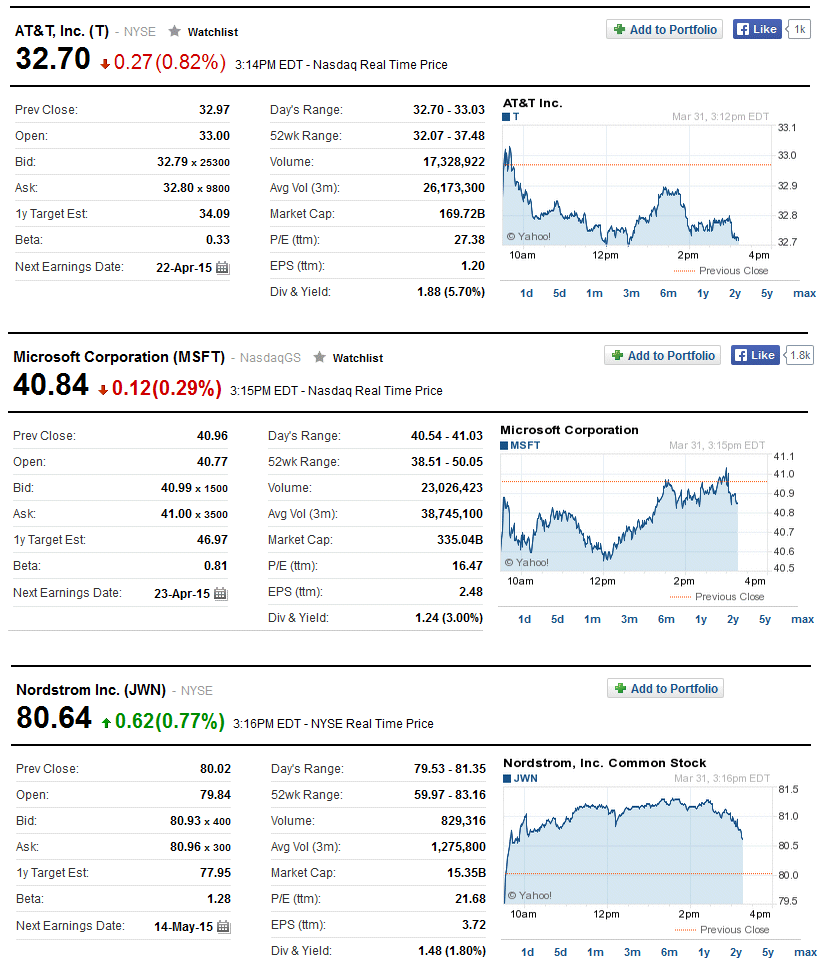 AT&T, Inc. (T) - NYSE ★ Watchlist
Add to Portfolio
Like 1k
32.70 0.27(0.82%) 3:14PM EDT - Nasdaq Real Time Price
Prev Close: 32.97
Open: 33.00
Bid: 32.79 x 25300
Ask: 32.80 x 9800
1y Target Est: 34.09
Beta: 0.33
Next Earnings Date: 22-Apr-15
Day's Range: 32.70 - 33.03
52wk Range: 32.07 - 37.48
Volume: 17,328,922
Avg Vol (3m): 26,173,300
Market Cap: 169.72B
P/E (ttm): 27.38
EPS (ttm): 1.20
Div & Yield: 1.88 (5.70%)
AT&T Inc.
T Mar 31, 3:12pm EDT
33.1
33.0
32.9
32.8
32.7
© Yahoo!
10am 12pm 2pm 4pm
Previous Close
1d 5d 1m 3m 6m 1y 2y 5y max
Microsoft Corporation (MSFT) - NasdaqGS ★ Watchlist
Add to Portfolio
Like 1.8k
40.84 0.12(0.29%) 3:15PM EDT - Nasdaq Real Time Price
Prev Close: 40.96
Open: 40.77
Bid: 40.99 x 1500
Ask: 41.00 x 3500
1y Target Est: 46.97
Beta: 0.81
Next Earnings Date: 23-Apr-15
Day's Range: 40.54 - 41.03
52wk Range: 38.51 - 50.05
Volume: 23,026,423
Avg Vol (3m): 38,745,100
Market Cap: 335.04B
P/E (ttm): 16.47
EPS (ttm): 2.48
Div & Yield: 1.24 (3.00%)
Microsoft Corporation
MSFT Mar 31, 3:15pm EDT
41.1
41.0
40.9
40.8
40.7
40.6
40.5
© Yahoo!
10am 12pm 2pm 4pm
Previous Close
1d 5d 1m 3m 6m 1y 2y 5y max
Nordstrom Inc. (JWN) - NYSE
Add to Portfolio
80.64 0.62(0.77%) 3:16PM EDT - NYSE Real Time Price
Prev Close: 80.02
Open: 79.84
Bid: 80.93 x 400
Ask: 80.96 x 300
1y Target Est: 77.95
Beta: 1.28
Next Earnings Date: 14-May-15
Day's Range: 79.53 - 81.35
52wk Range: 59.97 - 83.16
Volume: 829,316
Avg Vol (3m): 1,275,800
Market Cap: 15.35B
P/E (ttm): 21.68
EPS (ttm): 3.72
Div & Yield: 1.48 (1.80%)
Nordstrom, Inc. Common Stock
JWN Mar 31, 3:16pm EDT
81.5
81.0
80.5
80.0
79.5
© Yahoo!
10am 12pm 2pm 4pm
Previous Close
1d 5d 1m 3m 6m 1y 2y 5y max